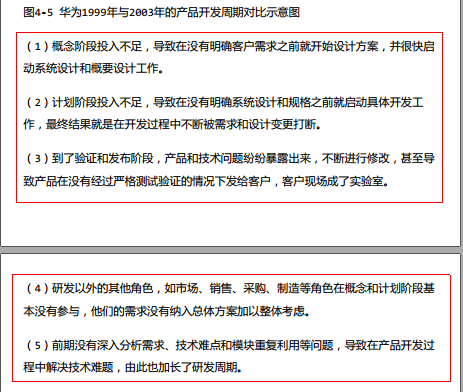 图4-5 华为1999年与2003年的产品开发周期对比示意图
（1）概念阶段投入不足，导致在没有明确客户需求之前就开始设计方案，并很快启
动系统设计和概要设计工作。
（2）计划阶段投入不足，导致在没有明确系统设计和规格之前就启动具体开发工
作，最终结果就是在开发过程中不断被需求和设计变更打断。
（3）到了验证和发布阶段，产品和技术问题纷纷暴露出来，不断进行修改，甚至导
致产品在没有经过严格测试验证的情况下发给客户，客户现场成了实验室。
（4）研发以外的其他角色，如市场、销售、采购、制造等角色在概念和计划阶段基
本没有参与，他们的需求没有纳入总体方案加以整体考虑。
（5）前期没有深入分析需求、技术难点和模块重复利用等问题，导致在产品开发过
程中解决技术难题，由此也加长了研发周期。